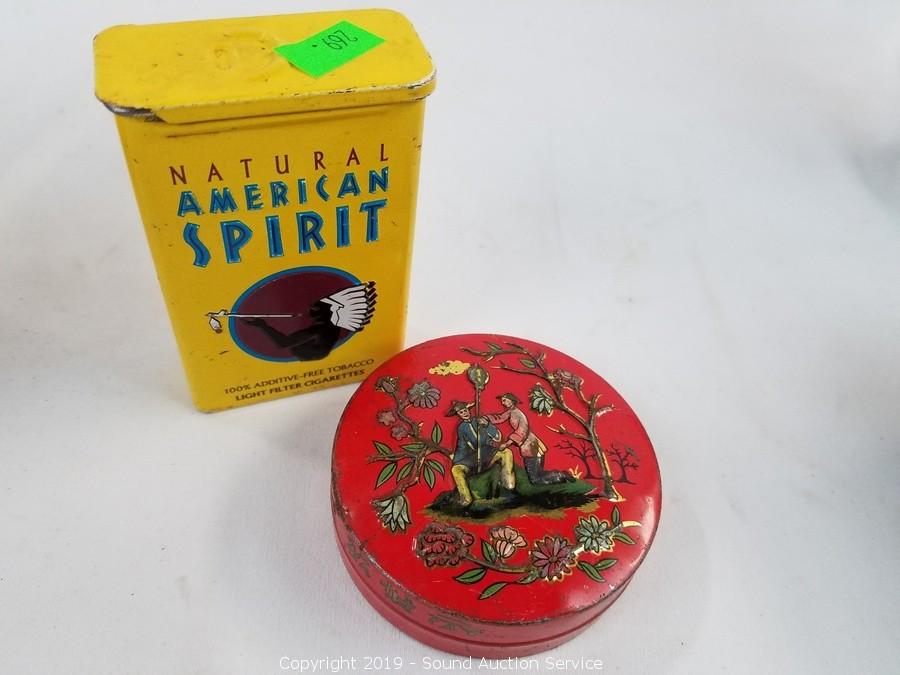 269.
NATURAL
AMERICAN
SPIRIT
100% ADDITIVE-FREE TOBACCO
LIGHT FILTER CIGARETTES
Copyright 2019 - Sound Auction Service